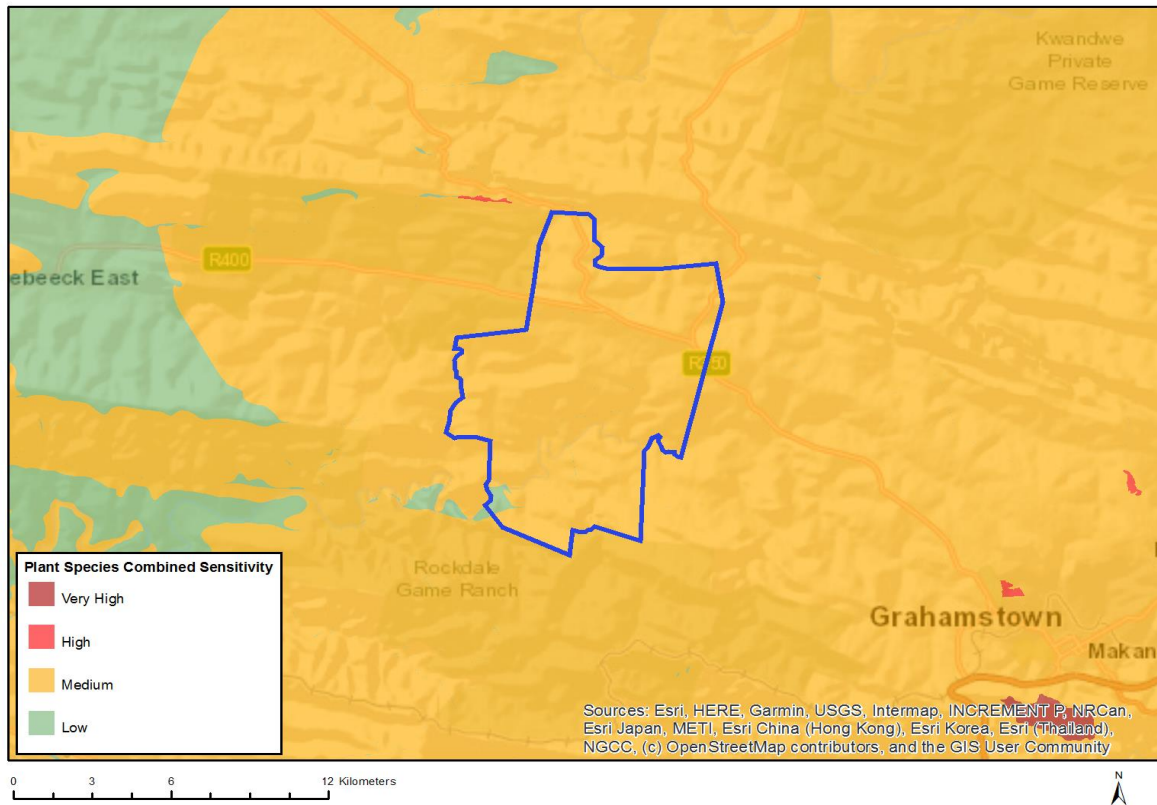 Kwandwe
Private
Game Reserve
R400
ebeeck East
R350
Rockdale
Game Ranch
Grahamstown
Makan
Plant Species Combined Sensitivity
Very High
High
Medium
Low
Sources: Esri, HERE, Garmin, USGS, Intermap, INCREMENT P, NRCan,
Esri Japan, METI, Esri China (Hong Kong), Esri Korea, Esri (Thailand),
NGCC, (c) OpenStreetMap contributors, and the GIS User Community
0 3 6 12 Kilometers
N